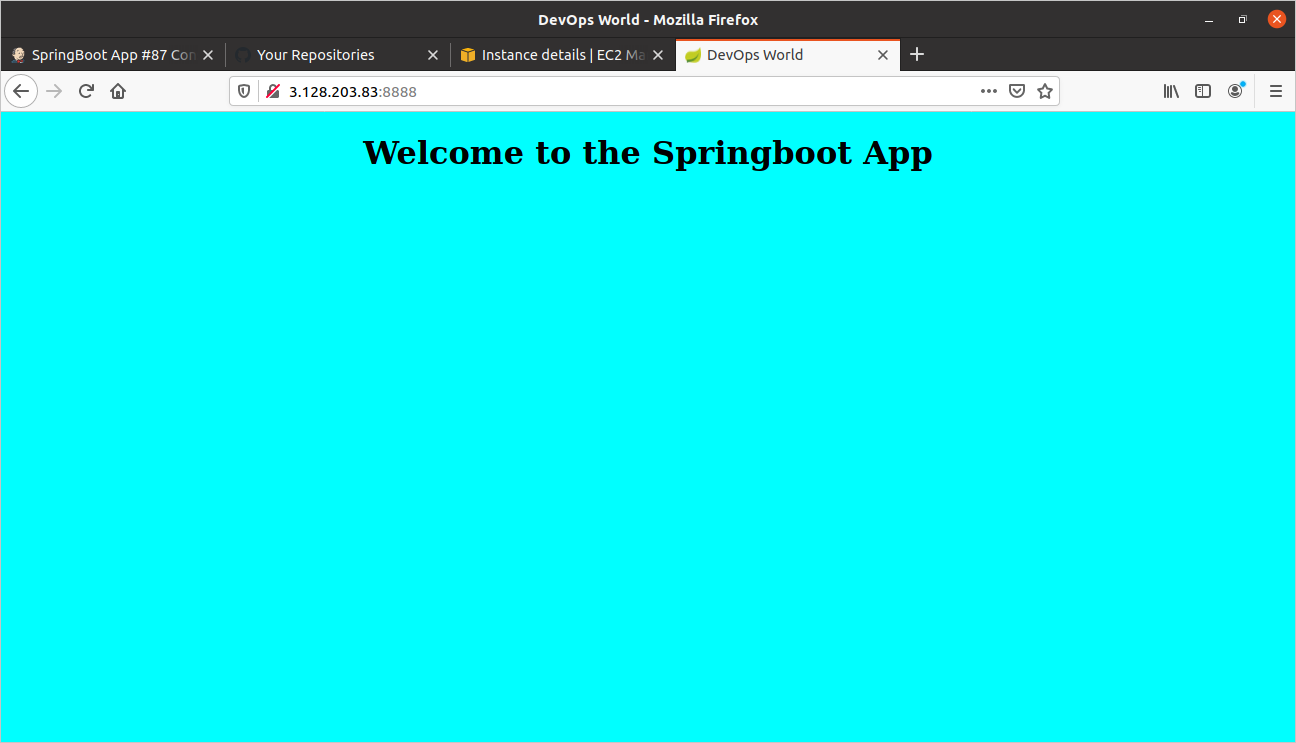 DevOps World - Mozilla Firefox
SpringBoot App #87 Con
Your Repositories
Instance details | EC2 Ma
DevOps World
3.128.203.83:8888
Welcome to the Springboot App